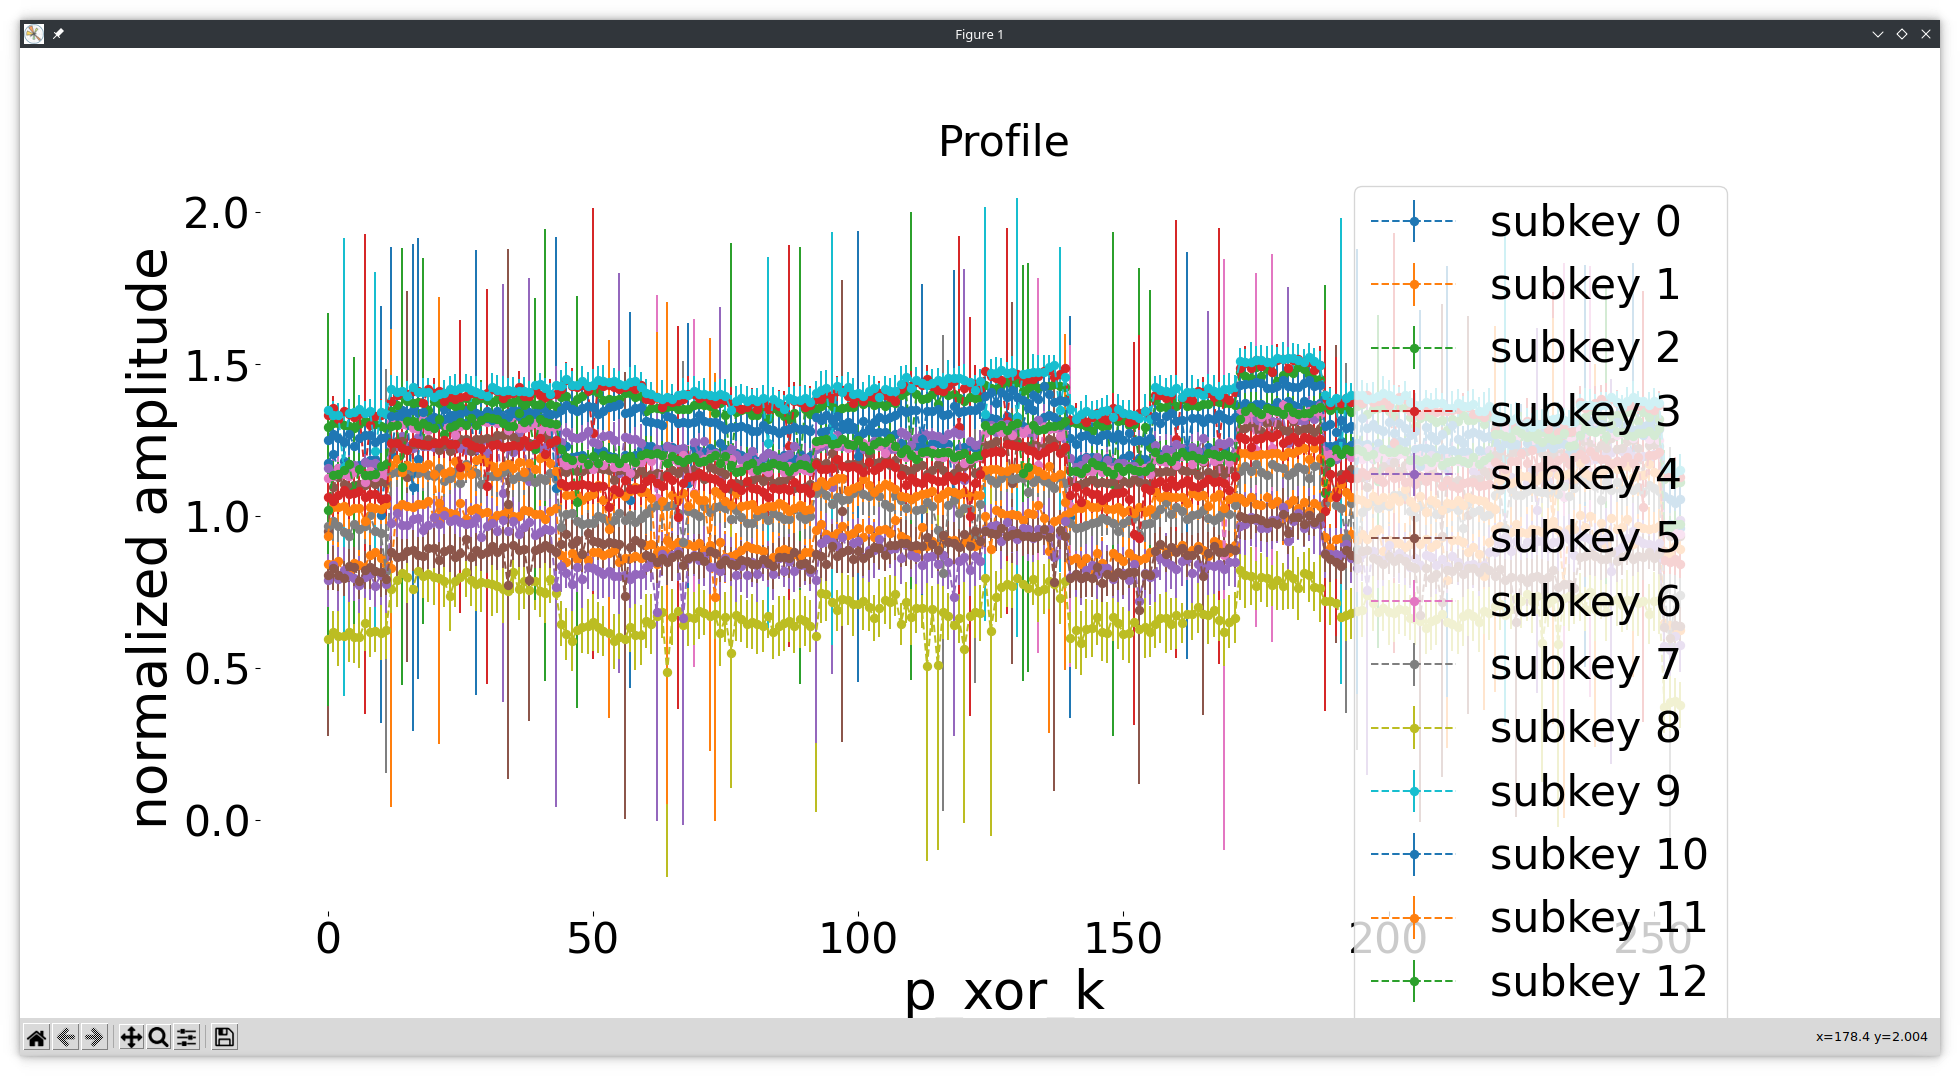 Figure 1
Profile
normalized amplitude
2.0
1.5
1.0
0.5
0.0
0
50
100
150
200
250
p_xor_k
subkey 0
subkey 1
subkey 2
subkey 3
subkey 4
subkey 5
subkey 6
subkey 7
subkey 8
subkey 9
subkey 10
subkey 11
subkey 12
x=178.4 y=2.004